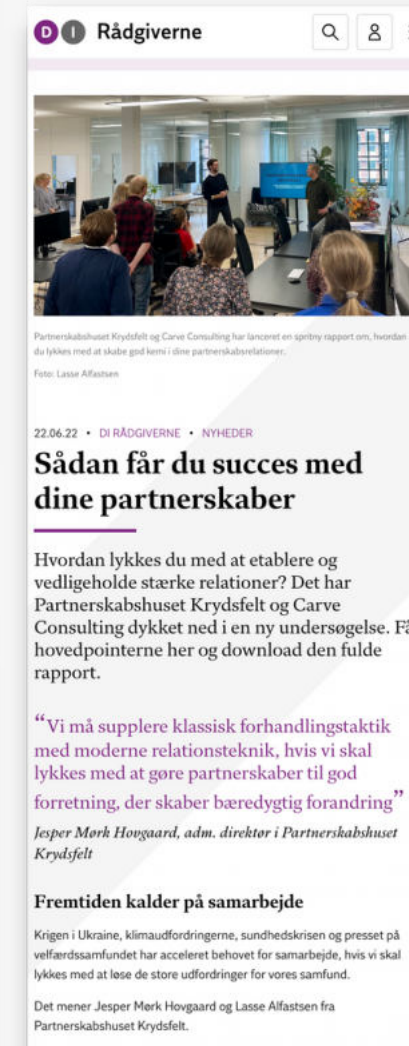 DI Rådgiverne
Partnerskabshuset Krydsfelt og Carve Consulting har lanceret en spritny rapport om, hvordan
du lykkes med at skabe god kemi i dine partnerskabsrelationer.
Foto: Lasse Alfastsen
22.06.22 • DI RÅDGIVERNE • NYHEDER
Sådan får du succes med
dine partnerskaber
Hvordan lykkes du med at etablere og
vedligeholde stærke relationer? Det har
Partnerskabshuset Krydsfelt og Carve
Consulting dykket ned i en ny undersøgelse. Få
hovedpointerne her og download den fulde
rapport.
“Vi må supplere klassisk forhandlingstaktik
med moderne relationsteknik, hvis vi skal
lykkes med at gøre partnerskaber til god
forretning, der skaber bæredygtig forandring”
Jesper Mørk Hovgaard, adm. direktør i Partnerskabshuset
Krydsfelt
Fremtiden kalder på samarbejde
Krigen i Ukraine, klimaudfordringerne, sundhedskrisen og presset på
velfærdssamfundet har acceleret behovet for samarbejde, hvis vi skal
lykkes med at løse de store udfordringer for vores samfund.
Det mener Jesper Mørk Hovgaard og Lasse Alfastsen fra
Partnerskabshuset Krydsfelt.